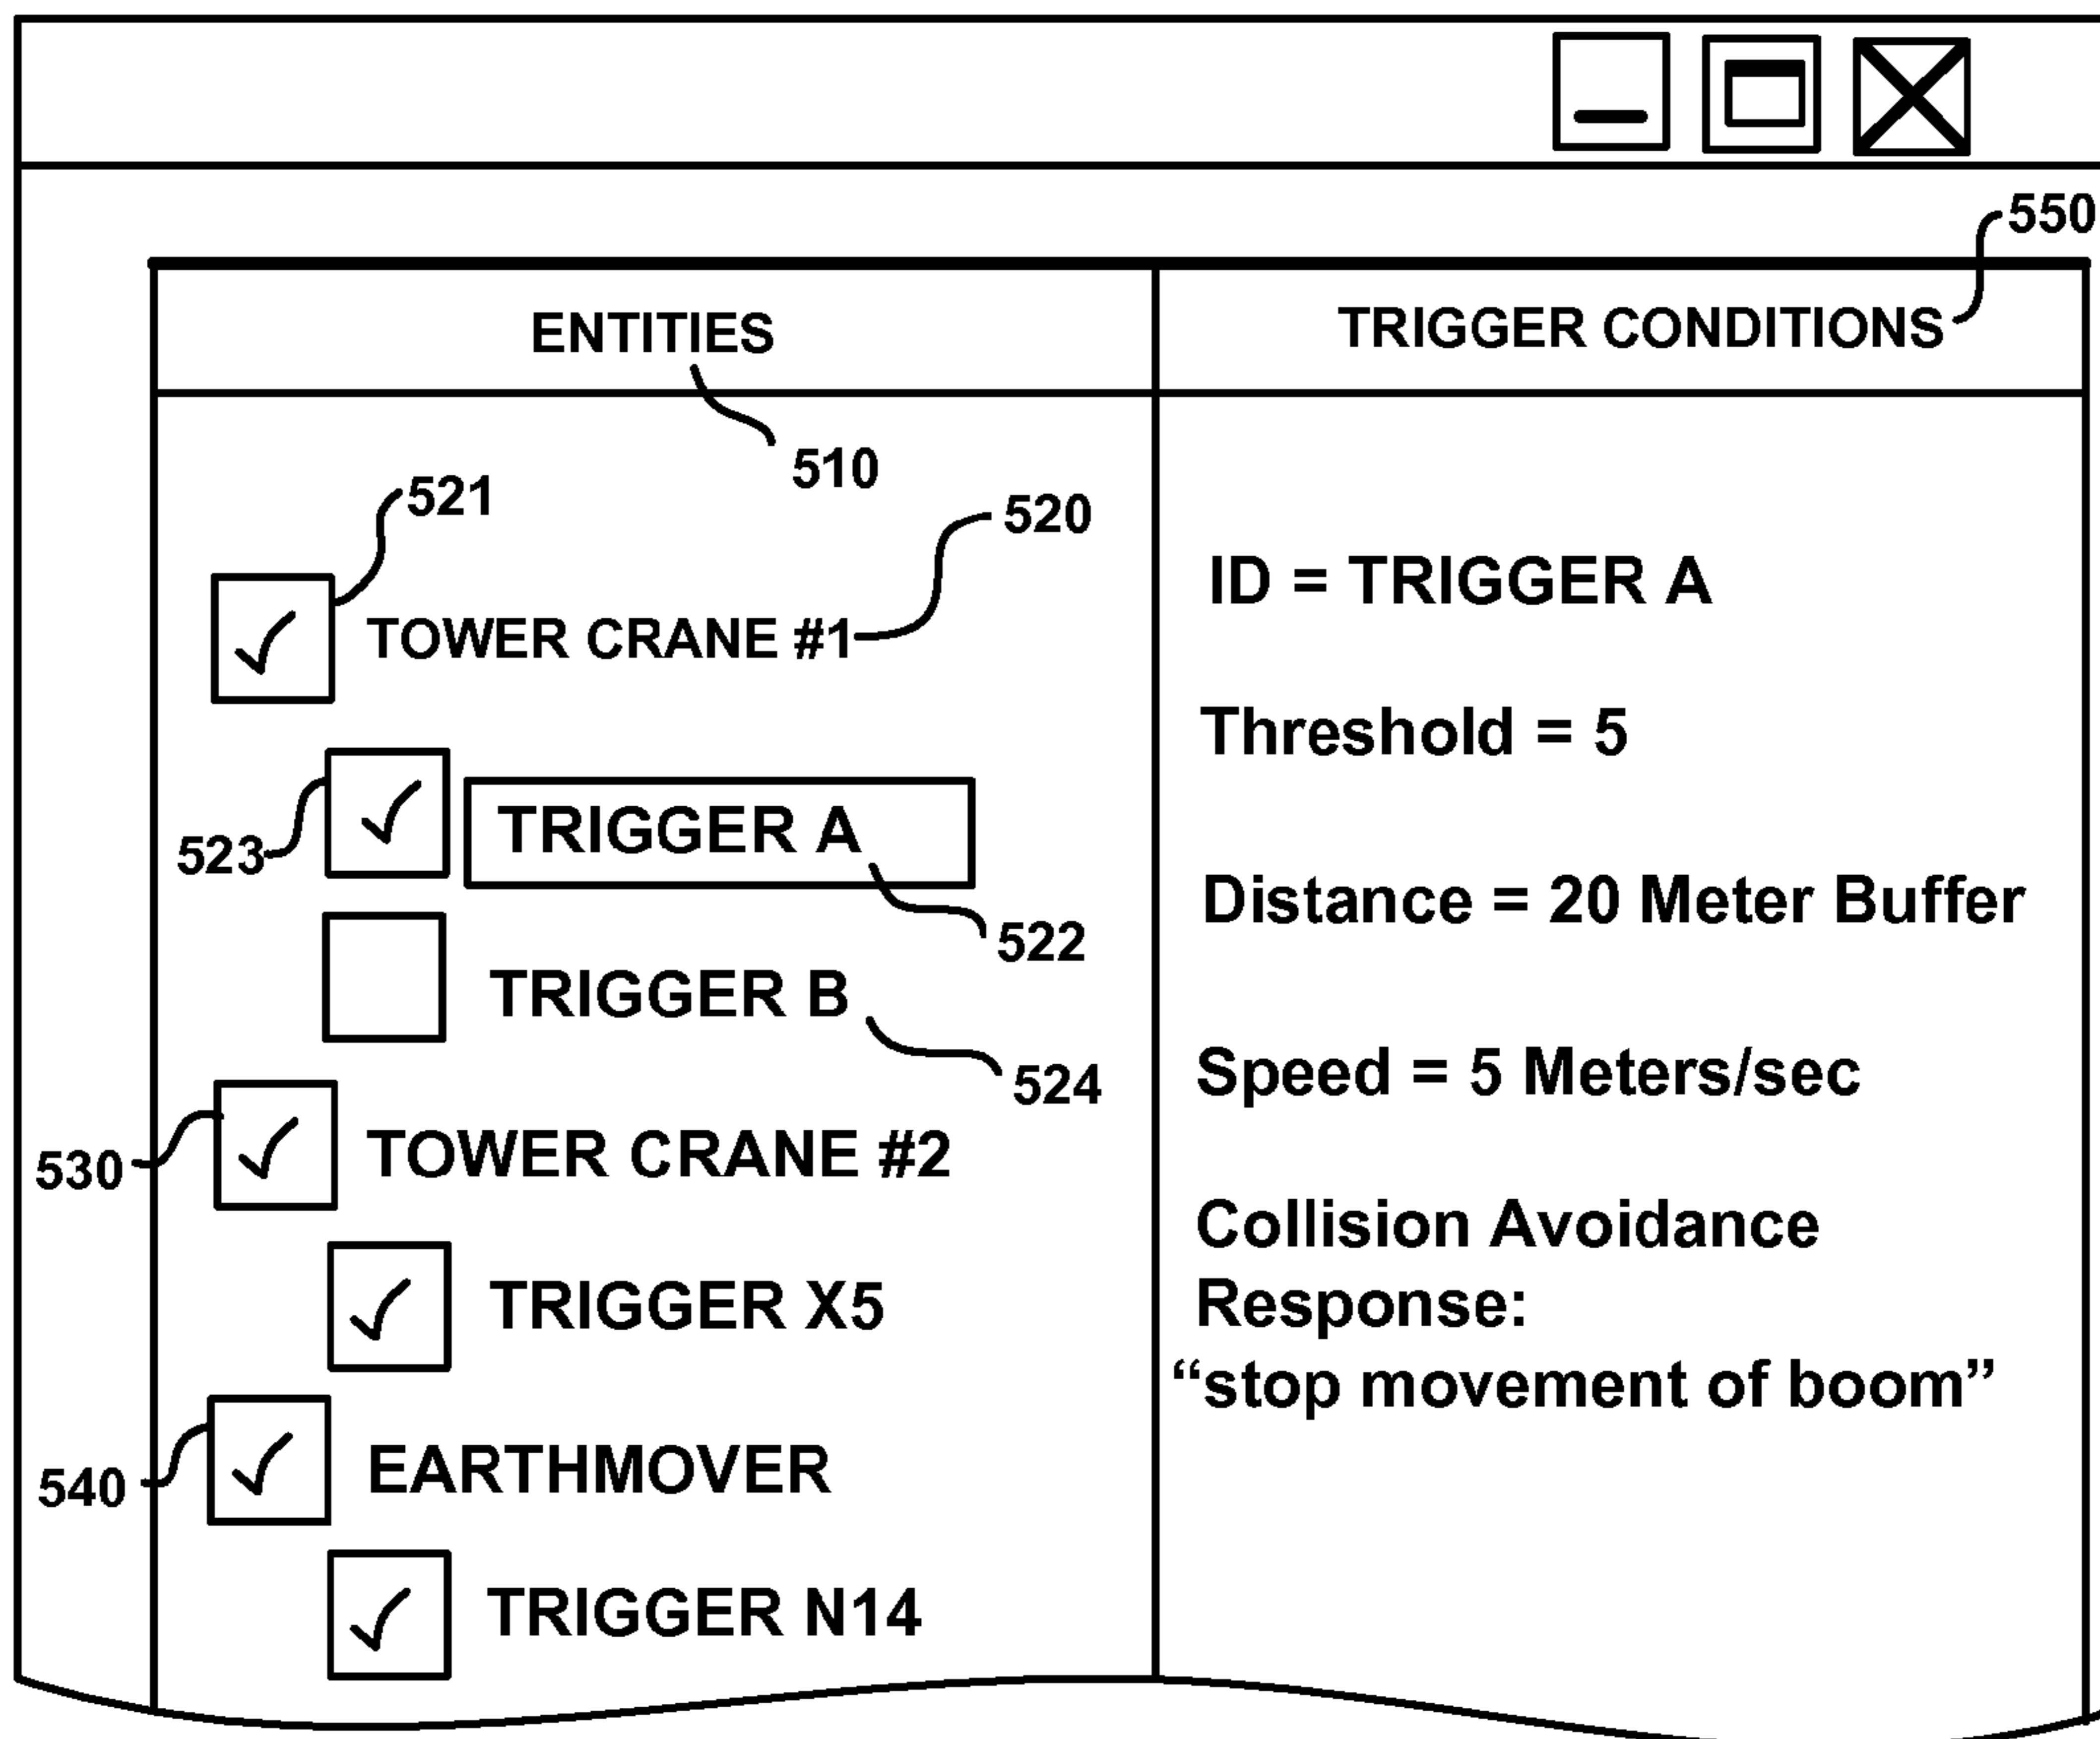 550
ENTITIES
TRIGGER CONDITIONS
510
521
520
TOWER CRANE #1
523
TRIGGER A
522
TRIGGER B
524
530
TOWER CRANE #2
TRIGGER X5
540
EARTHMOVER
TRIGGER N14
ID = TRIGGER A
Threshold = 5
Distance = 20 Meter Buffer
Speed = 5 Meters/sec
Collision Avoidance
Response:
“stop movement of boom”